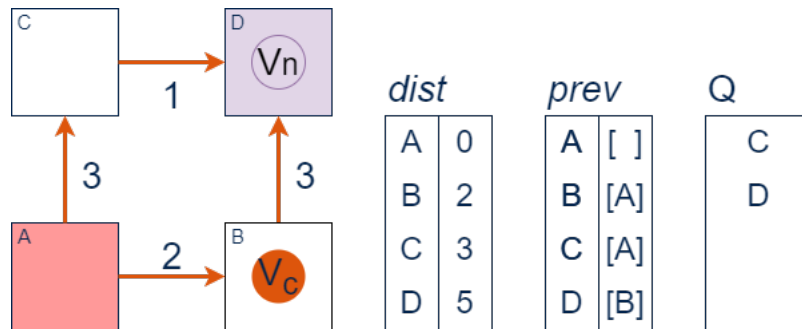 C
D
Vn
1
3
3
A
2
B
Vc
dist
A 0
B 2
C 3
D 5
prev
A [ ]
B [A]
C [A]
D [B]
Q
C
D